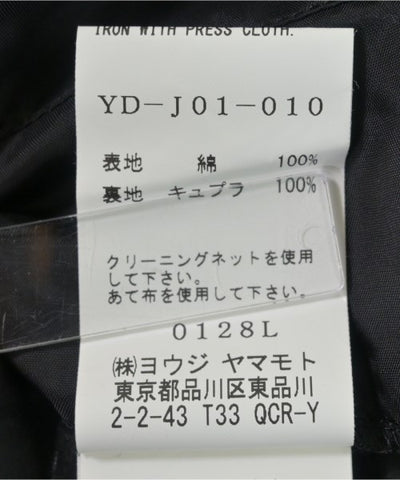 IRON WITH PRESS CLOTH.
YD-J01-010
表地 綿 100%
裏地 キュプラ 100%
クリーニングネットを使用
して下さい。
あて布を使用して下さい。
0128L
㈱ヨウジ ヤマモト
東京都品川区東品川
2-2-43 T33 QCR-Y